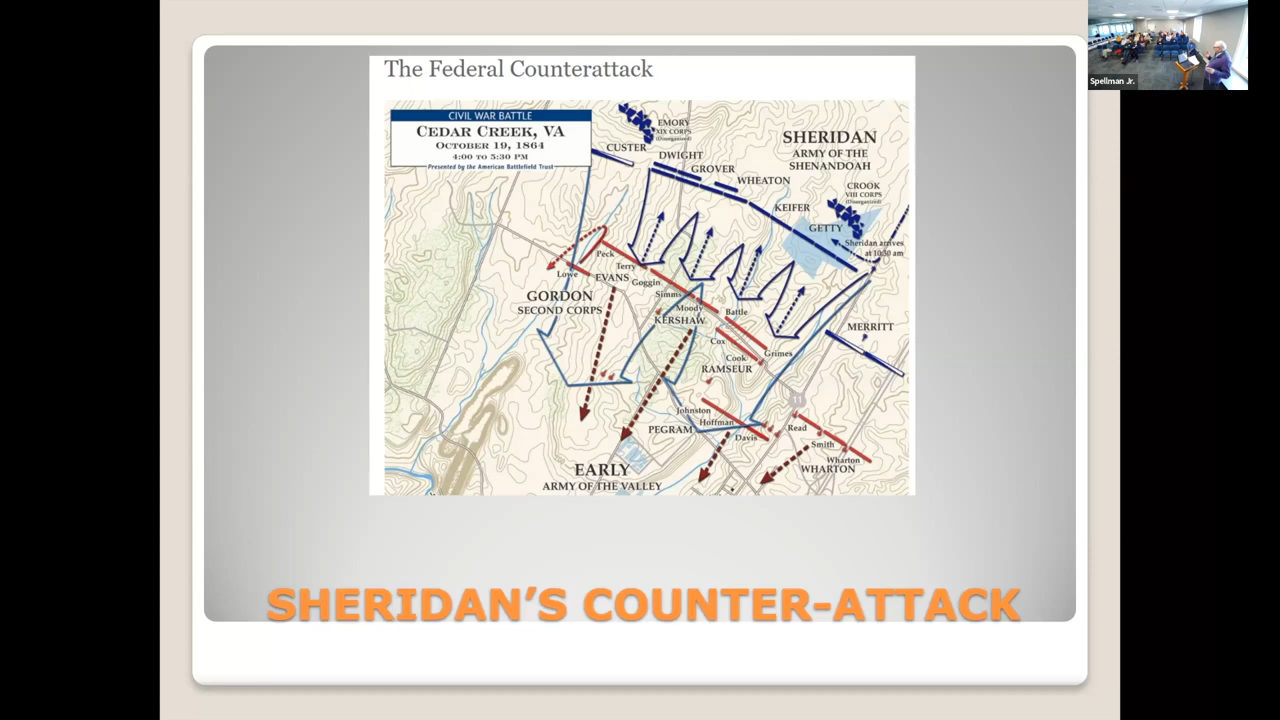 The Federal Counterattack
CIVIL WAR BATTLE
CEDAR CREEK, VA
OCTOBER 19, 1864
4:00 TO 5:30 PM
Presented by the American Battlefield Trust
EMORY
XIX CORPS
(Disorganized)
CUSTER
DWIGHT
GROVER
WHEATON
SHERIDAN
ARMY OF THE
SHENANDOAH
CROOK
VIII CORPS
(Disorganized)
KEIFER
GETTY
Sheridan arrives
at 10:30 am
Peck
Lowe
EVANS
Terry
Goggin
GORDON
SECOND CORPS
Simms
Moody
KERSHAW
Battle
MERRITT
Cox
Cook
Grimes
RAMSEUR
11
Johnston
Hoffman
PEGRAM
Davis
Read
Smith
Wharton
WHARTON
EARLY
ARMY OF THE VALLEY
SHERIDAN'S COUNTER-ATTACK
Spellman Jr.